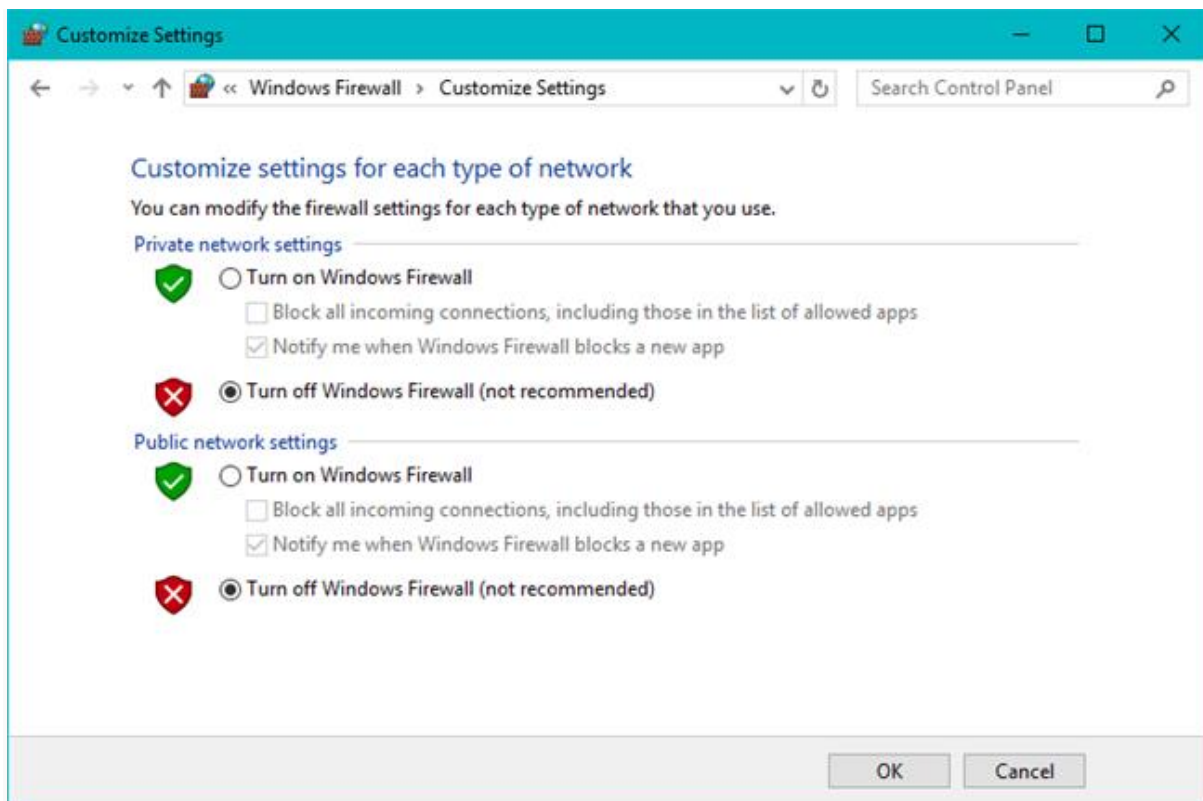 Customize Settings
« Windows Firewall › Customize Settings
Search Control Panel
Customize settings for each type of network
You can modify the firewall settings for each type of network that you use.
Private network settings
Turn on Windows Firewall
Block all incoming connections, including those in the list of allowed apps
Notify me when Windows Firewall blocks a new app
Turn off Windows Firewall (not recommended)
Public network settings
Turn on Windows Firewall
Block all incoming connections, including those in the list of allowed apps
Notify me when Windows Firewall blocks a new app
Turn off Windows Firewall (not recommended)
OK Cancel